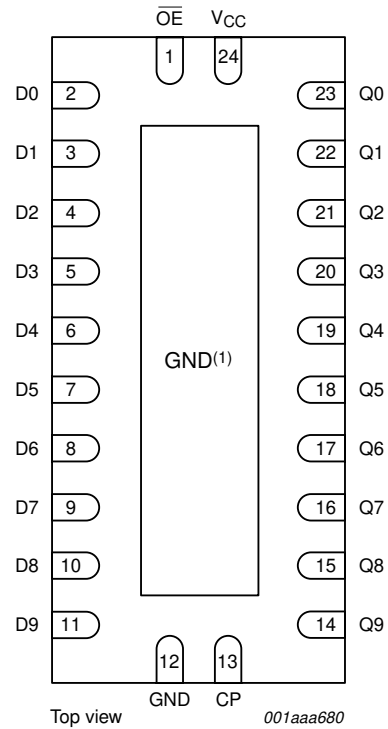 O̅E̅ V_CC
1 24
D0 2 23 Q0
D1 3 22 Q1
D2 4 21 Q2
D3 5 20 Q3
D4 6 19 Q4
GND(1)
D5 7 18 Q5
D6 8 17 Q6
D7 9 16 Q7
D8 10 15 Q8
D9 11 14 Q9
12 13
GND CP
Top view 001aaa680